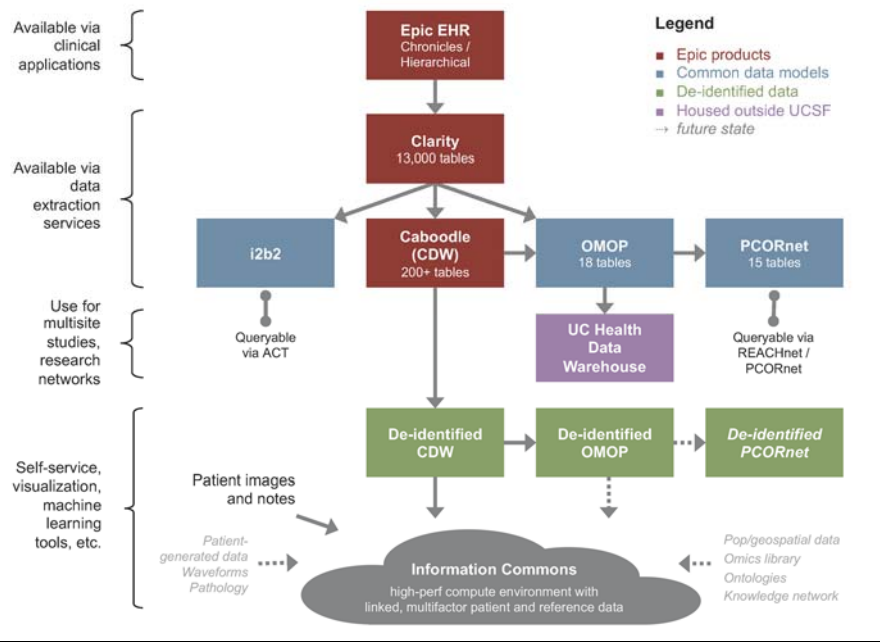 Available via
clinical
applications
Epic EHR
Chronicles /
Hierarchical
Legend
■ Epic products
■ Common data models
■ De-identified data
■ Housed outside UCSF
→ future state
Available via
data
extraction
services
Clarity
13,000 tables
i2b2
Caboodle
(CDW)
200+ tables
OMOP
18 tables
PCORnet
15 tables
Use for
multisite
studies,
research
networks
Queryable
via ACT
UC Health
Data
Warehouse
Queryable via
REACHnet /
PCORnet
Self-service,
visualization,
machine
learning
tools, etc.
De-identified
CDW
De-identified
OMOP
De-identified
PCORnet
Patient images
and notes
Patient-
generated data
Waveforms
Pathology
Information Commons
high-perf compute environment with
linked, multifactor patient and reference data
Pop/geospatial data
Omics library
Ontologies
Knowledge network